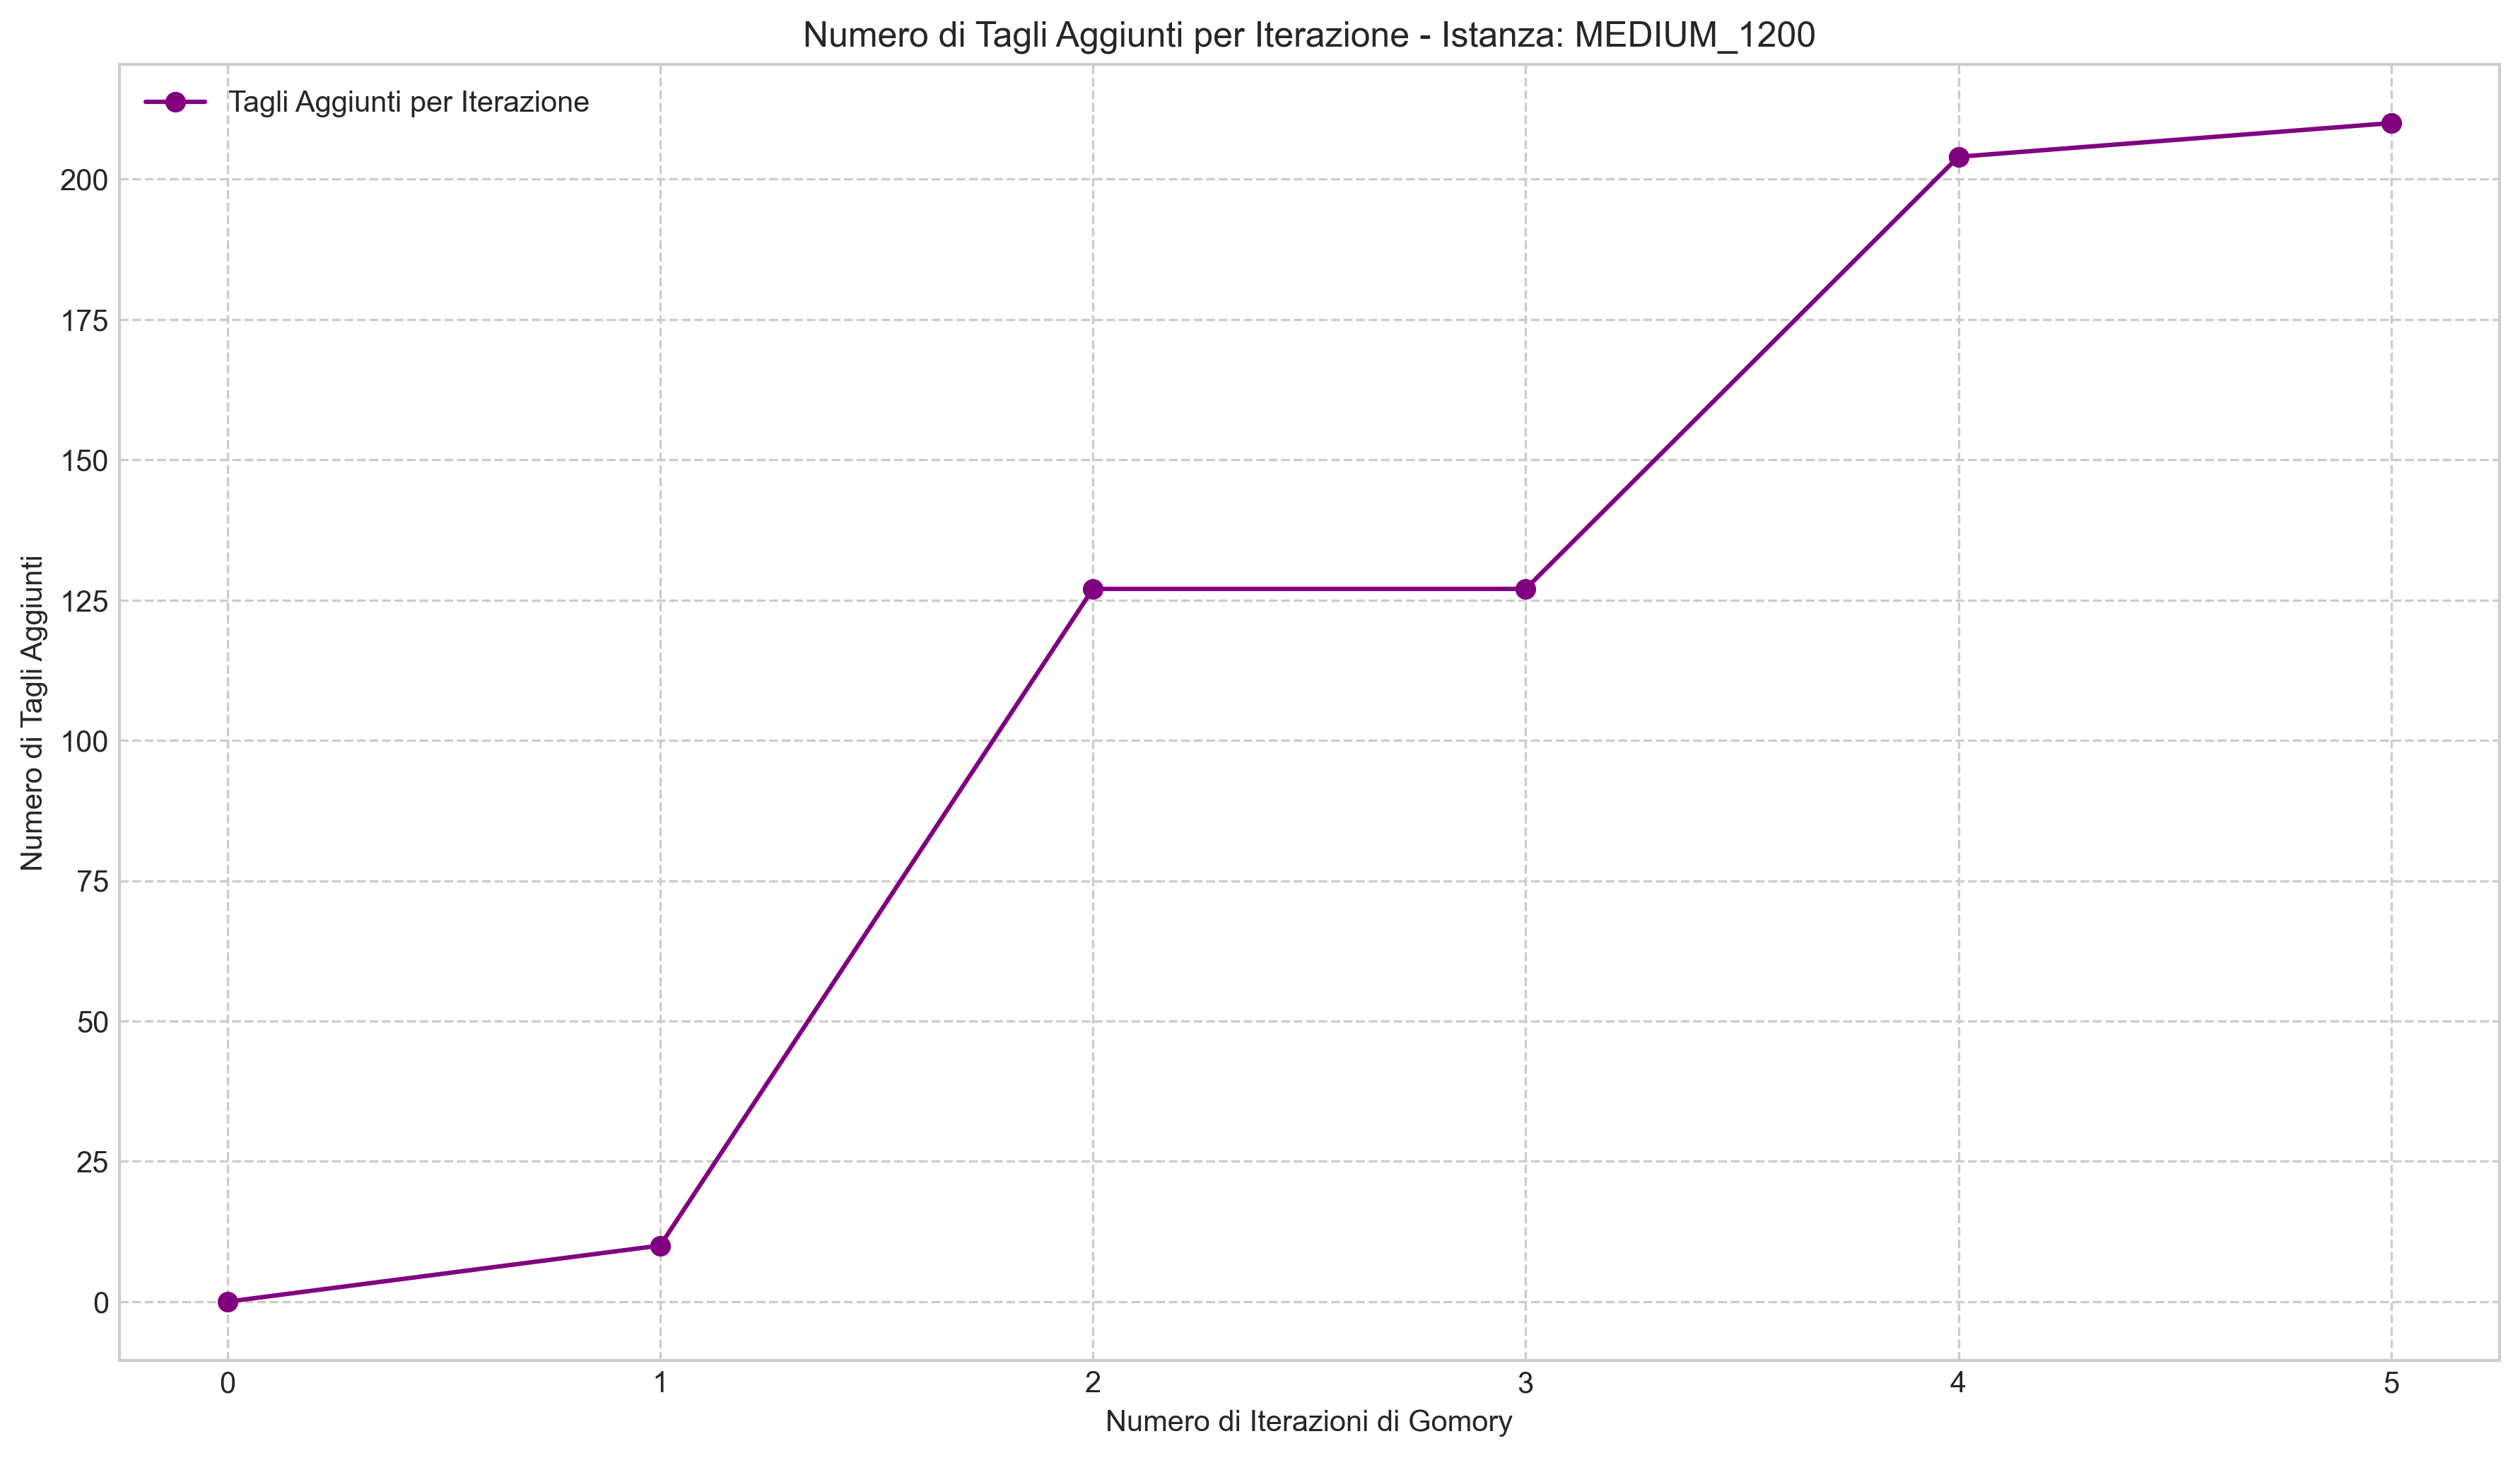 Numero di Tagli Aggiunti per Iterazione - Istanza: MEDIUM_1200
Tagli Aggiunti per Iterazione
Numero di Tagli Aggiunti
200
175
150
125
100
75
50
25
0
0 1 2 3 4 5
Numero di Iterazioni di Gomory